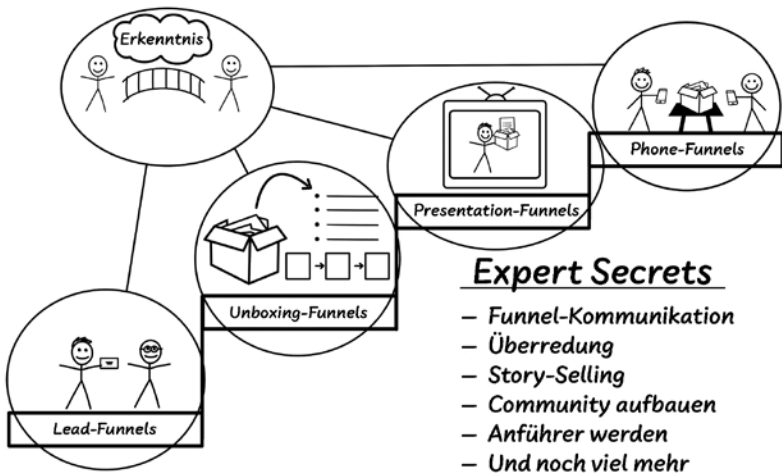 Erkenntnis
Phone-Funnels
Presentation-Funnels
Unboxing-Funnels
Lead-Funnels
Expert Secrets
– Funnel-Kommunikation
– Überredung
– Story-Selling
– Community aufbauen
– Anführer werden
– Und noch viel mehr